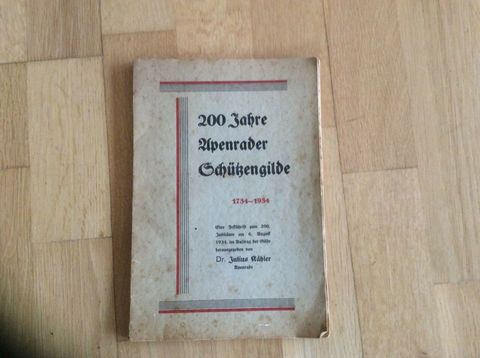 200 Jahre
Apenrader
Schützengilde
1734–1934
Eine Festschrift zum 200.
Jubiläum am 6. August
1934, im Auftrag der Gilde
herausgegeben von
Dr. Julius Kähler
Apenrade